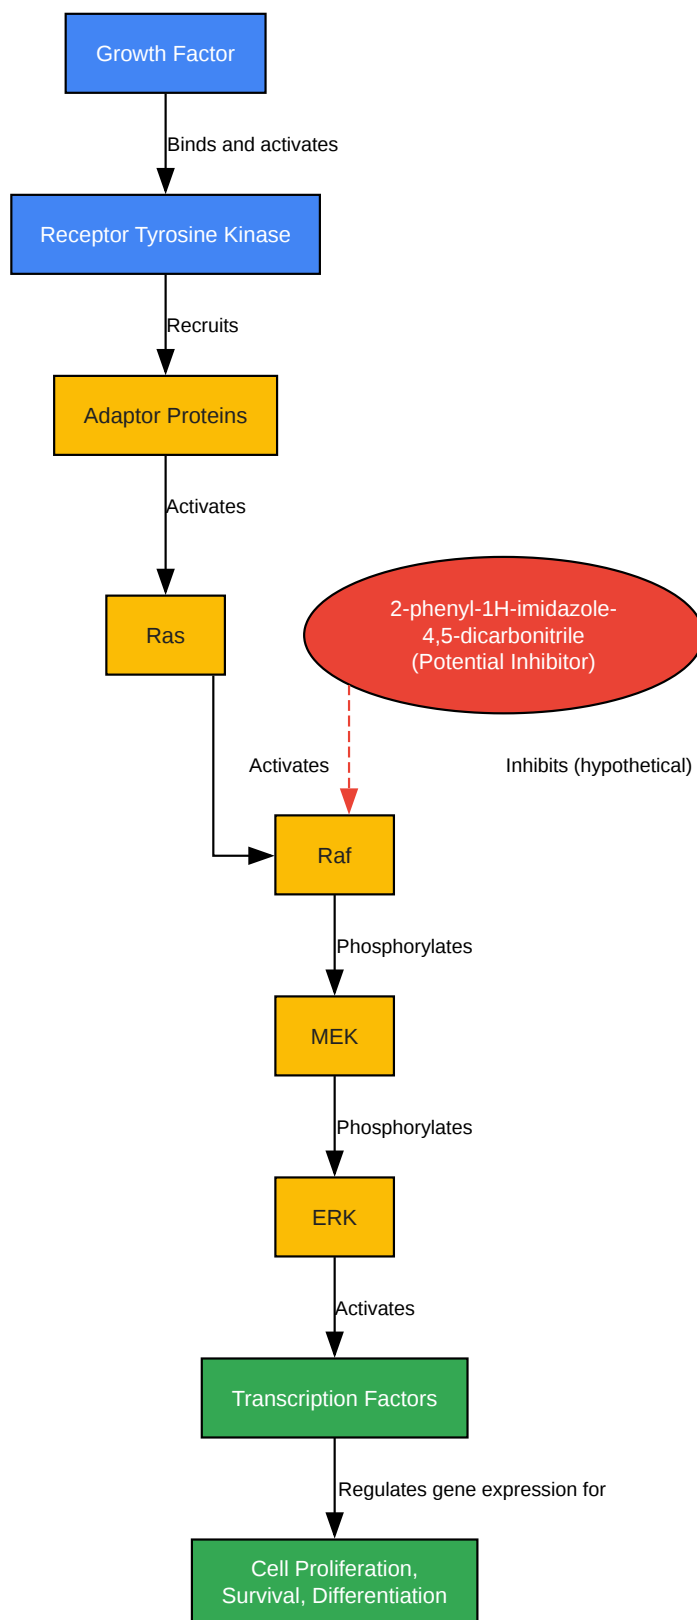 Growth Factor
Binds and activates
Receptor Tyrosine Kinase
Recruits
Adaptor Proteins
Activates
Ras
2-phenyl-1H-imidazole-
4,5-dicarbonitrile
(Potential Inhibitor)
Activates
Inhibits (hypothetical)
Raf
Phosphorylates
MEK
Phosphorylates
ERK
Activates
Transcription Factors
Regulates gene expression for
Cell Proliferation,
Survival, Differentiation